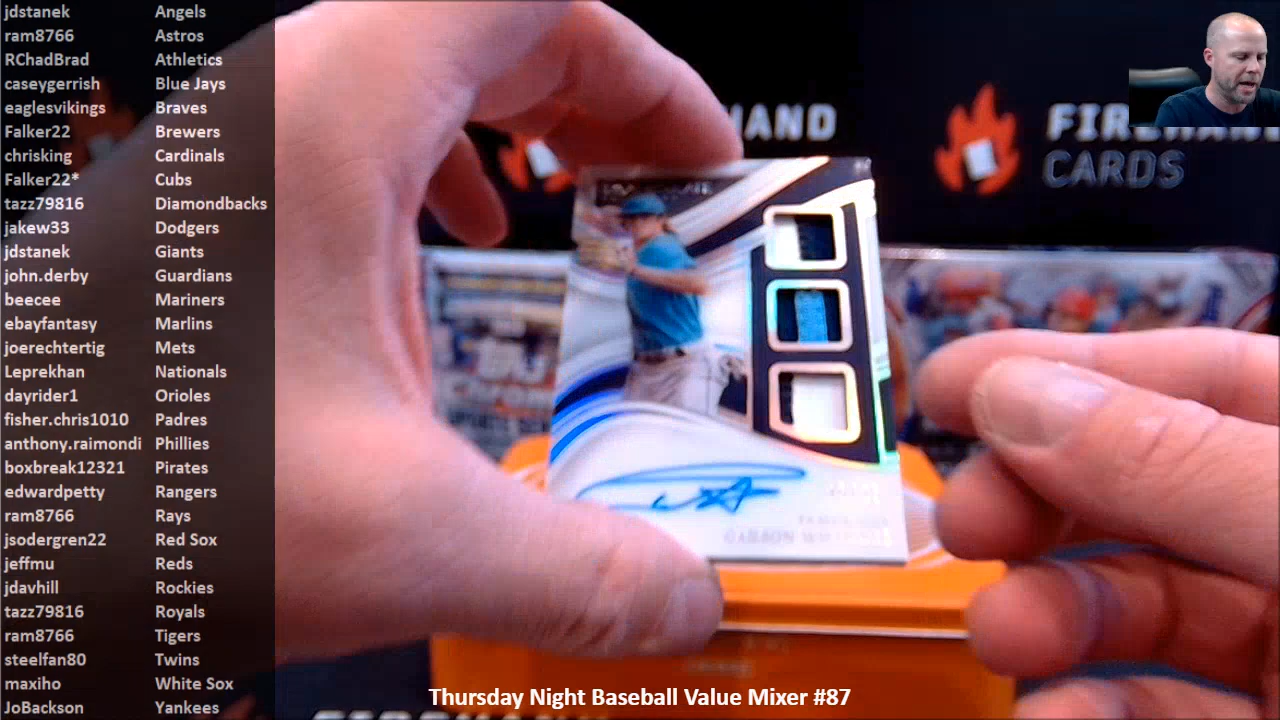 jdstanek Angels
ram8766 Astros
RChadBrad Athletics
caseygerrish Blue Jays
eaglesvikings Braves
Falker22 Brewers
chrisking Cardinals
Falker22* Cubs
tazz79816 Diamondbacks
jakew33 Dodgers
jdstanek Giants
john.derby Guardians
beecee Mariners
ebayfantasy Marlins
joerechtertig Mets
Leprekhan Nationals
dayrider1 Orioles
fisher.chris1010 Padres
anthony.raimondi Phillies
boxbreak12321 Pirates
edwardpetty Rangers
ram8766 Rays
jsodergren22 Red Sox
jeffmu Reds
jdavhill Rockies
tazz79816 Royals
ram8766 Tigers
steelfan80 Twins
maxiho White Sox
JoBackson Yankees
CARDS
CARSON
Thursday Night Baseball Value Mixer #87